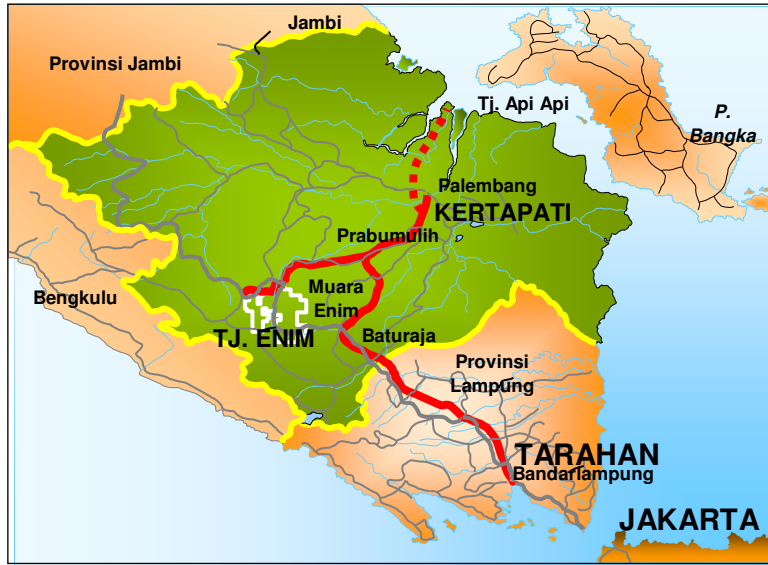 Jambi
Provinsi Jambi
Tj. Api Api
P.
Bangka
Palembang
KERTAPATI
Prabumulih
Muara
Enim
Bengkulu
TJ. ENIM
Baturaja
Provinsi
Lampung
TARAHAN
Bandarlampung
JAKARTA